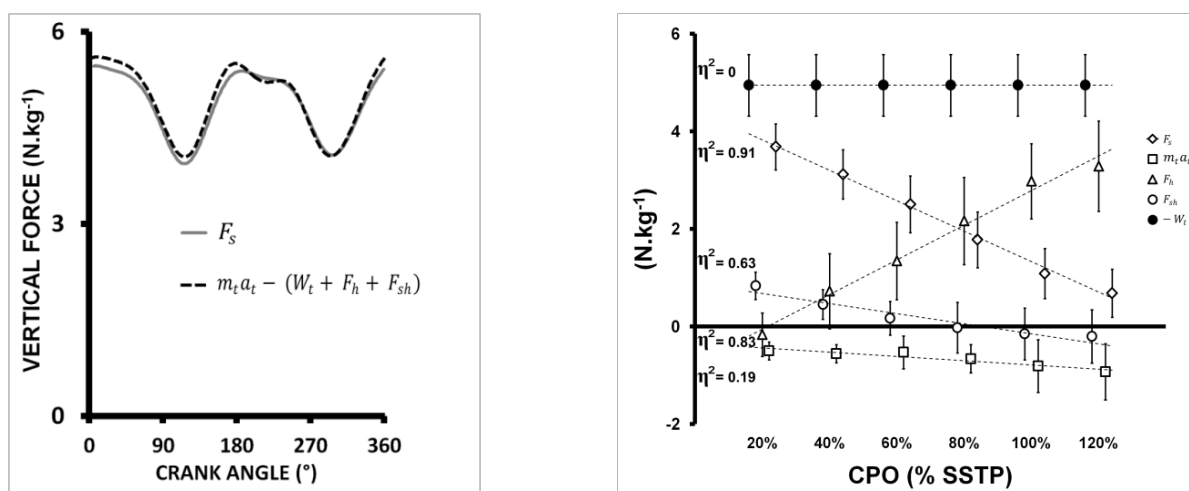 6
3
0
VERTICAL FORCE (N.kg⁻¹)
F_s
m_t a_t − (W_t + F_h + F_sh)
0 90 180 270 360
CRANK ANGLE (°)
6
4
2
0
-2
(N.kg⁻¹)
η² = 0
η² = 0.91
η² = 0.63
η² = 0.83
η² = 0.19
F_s
m_t a_t
F_h
F_sh
− W_t
20% 40% 60% 80% 100% 120%
CPO (% SSTP)